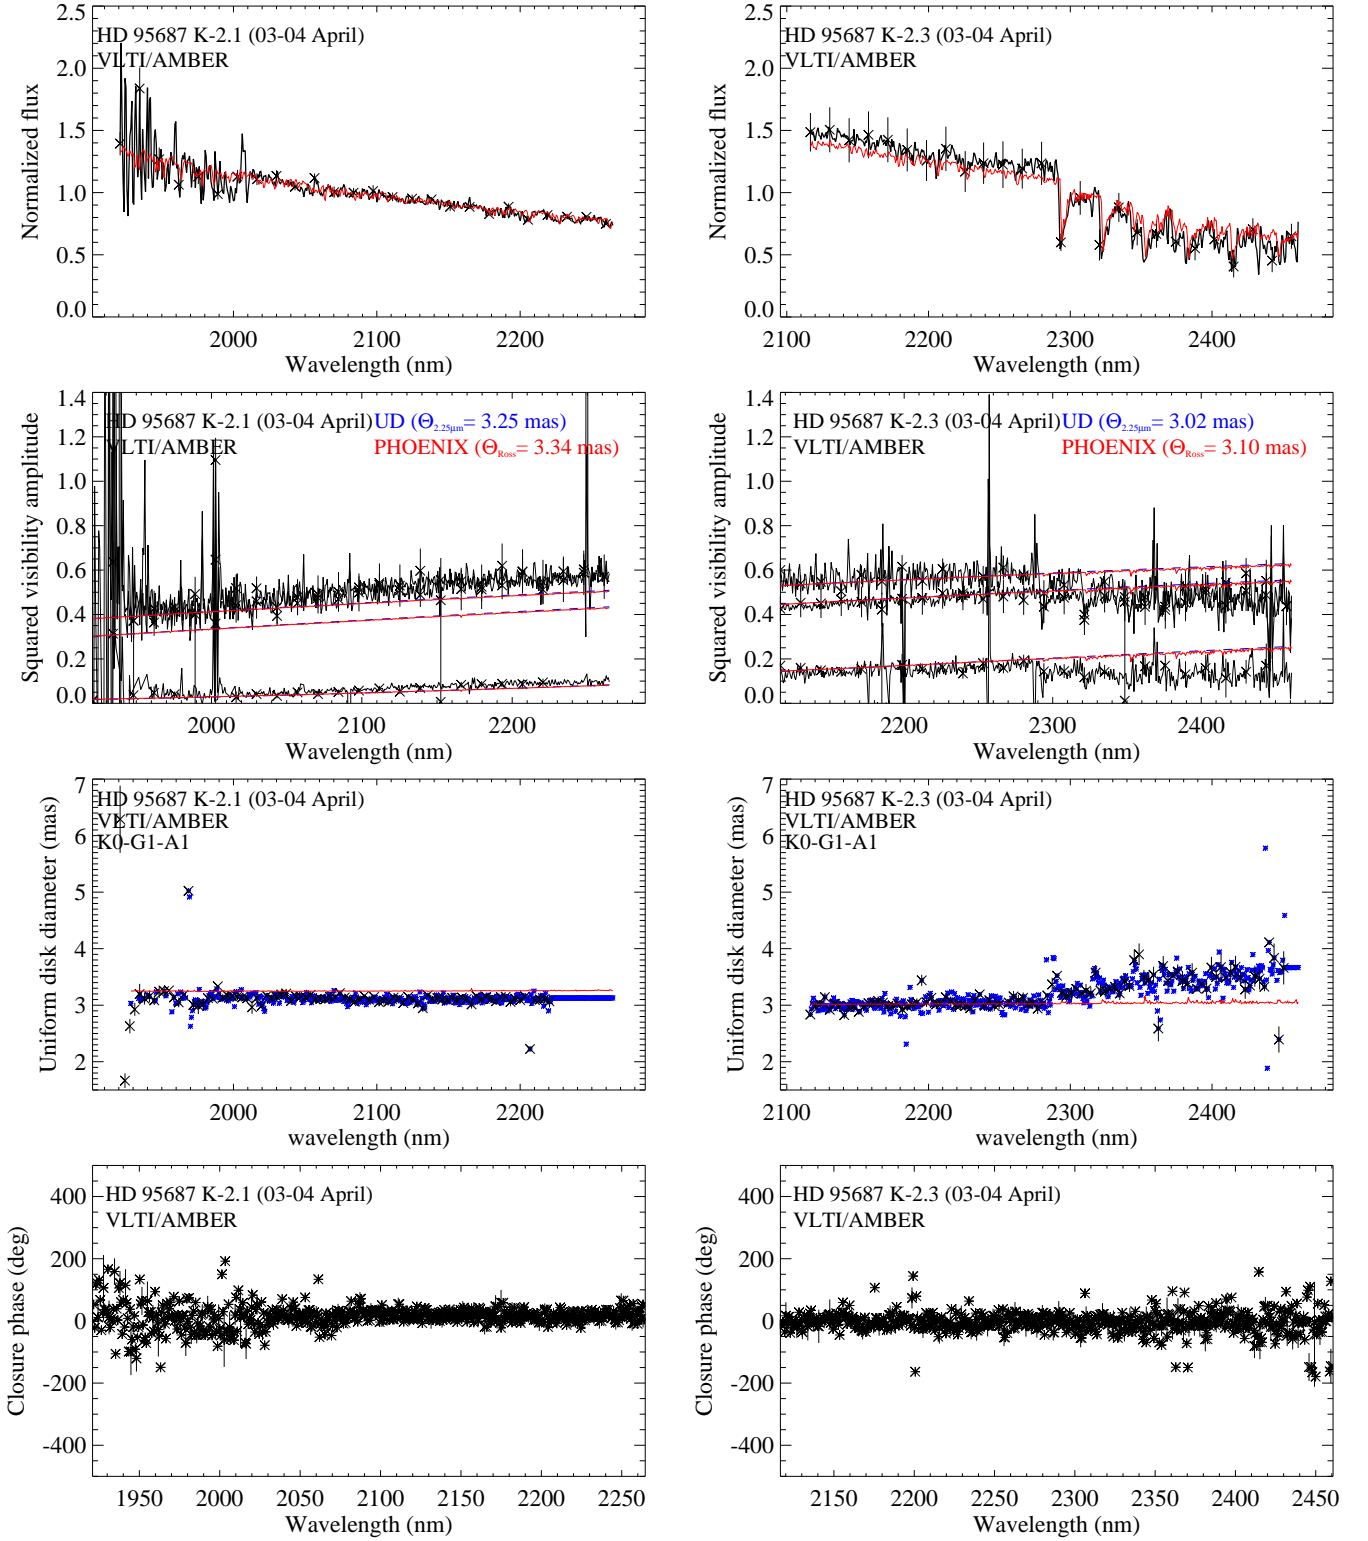 HD 95687 K-2.1 (03-04 April)
VLTI/AMBER
Normalized flux
2.5
2.0
1.5
1.0
0.5
0.0
2000
2100
2200
Wavelength (nm)
HD 95687 K-2.3 (03-04 April)
VLTI/AMBER
Normalized flux
2.5
2.0
1.5
1.0
0.5
0.0
2100
2200
2300
2400
Wavelength (nm)
HD 95687 K-2.1 (03-04 April)
VLTI/AMBER
UD (Θ2.25μm= 3.25 mas)
PHOENIX (ΘRoss= 3.34 mas)
Squared visibility amplitude
1.4
1.2
1.0
0.8
0.6
0.4
0.2
0.0
2000
2100
2200
Wavelength (nm)
HD 95687 K-2.3 (03-04 April)
VLTI/AMBER
UD (Θ2.25μm= 3.02 mas)
PHOENIX (ΘRoss= 3.10 mas)
Squared visibility amplitude
1.4
1.2
1.0
0.8
0.6
0.4
0.2
0.0
2200
2300
2400
Wavelength (nm)
HD 95687 K-2.1 (03-04 April)
VLTI/AMBER
K0-G1-A1
Uniform disk diameter (mas)
7
6
5
4
3
2
2000
2100
2200
wavelength (nm)
HD 95687 K-2.3 (03-04 April)
VLTI/AMBER
K0-G1-A1
Uniform disk diameter (mas)
7
6
5
4
3
2
2100
2200
2300
2400
wavelength (nm)
HD 95687 K-2.1 (03-04 April)
VLTI/AMBER
Closure phase (deg)
400
200
0
-200
-400
1950
2000
2050
2100
2150
2200
2250
Wavelength (nm)
HD 95687 K-2.3 (03-04 April)
VLTI/AMBER
Closure phase (deg)
400
200
0
-200
-400
2150
2200
2250
2300
2350
2400
2450
Wavelength (nm)